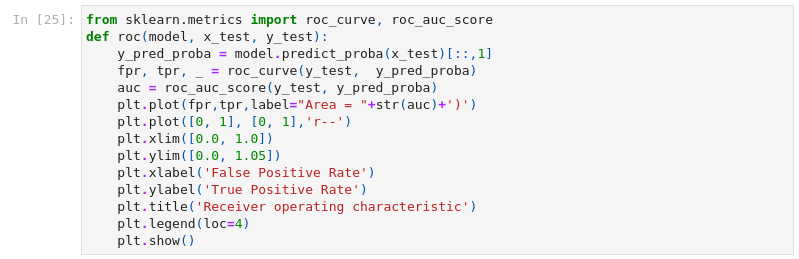 In [25]: from sklearn.metrics import roc_curve, roc_auc_score
def roc(model, x_test, y_test):
    y_pred_proba = model.predict_proba(x_test)[::,1]
    fpr, tpr, _ = roc_curve(y_test,  y_pred_proba)
    auc = roc_auc_score(y_test, y_pred_proba)
    plt.plot(fpr,tpr,label="Area = "+str(auc)+')')
    plt.plot([0, 1], [0, 1],'r--')
    plt.xlim([0.0, 1.0])
    plt.ylim([0.0, 1.05])
    plt.xlabel('False Positive Rate')
    plt.ylabel('True Positive Rate')
    plt.title('Receiver operating characteristic')
    plt.legend(loc=4)
    plt.show()